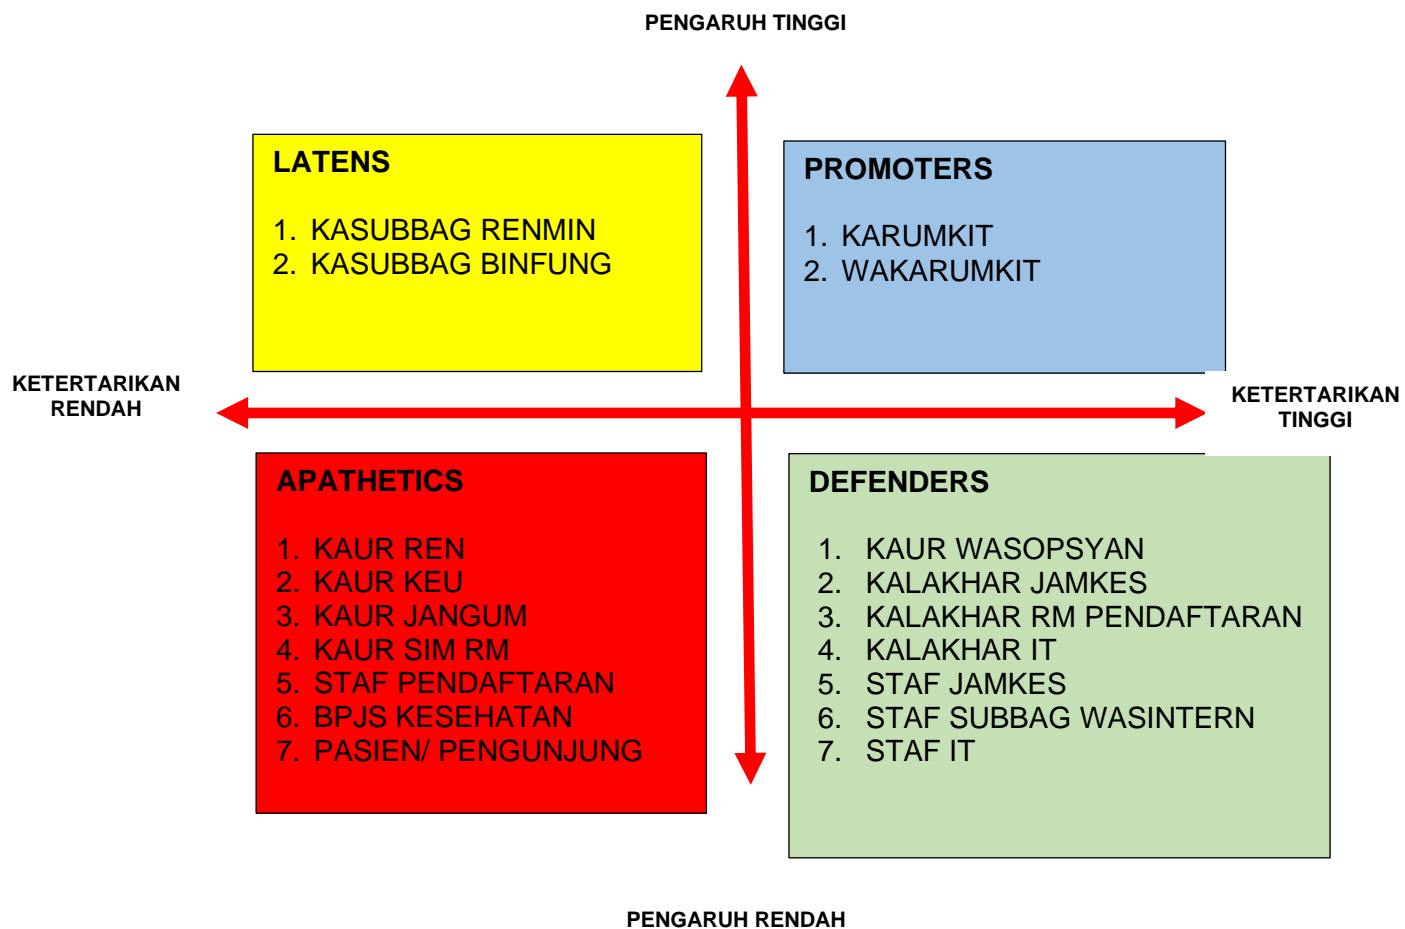 PENGARUH TINGGI
LATENS
1. KASUBBAG RENMIN
2. KASUBBAG BINFUNG
PROMOTERS
1. KARUMKIT
2. WAKARUMKIT
KETERTARIKAN
RENDAH
KETERTARIKAN
TINGGI
APATHETICS
1. KAUR REN
2. KAUR KEU
3. KAUR JANGUM
4. KAUR SIM RM
5. STAF PENDAFTARAN
6. BPJS KESEHATAN
7. PASIEN/ PENGUNJUNG
DEFENDERS
1. KAUR WASOPSYAN
2. KALAKHAR JAMKES
3. KALAKHAR RM PENDAFTARAN
4. KALAKHAR IT
5. STAF JAMKES
6. STAF SUBBAG WASINTERN
7. STAF IT
PENGARUH RENDAH